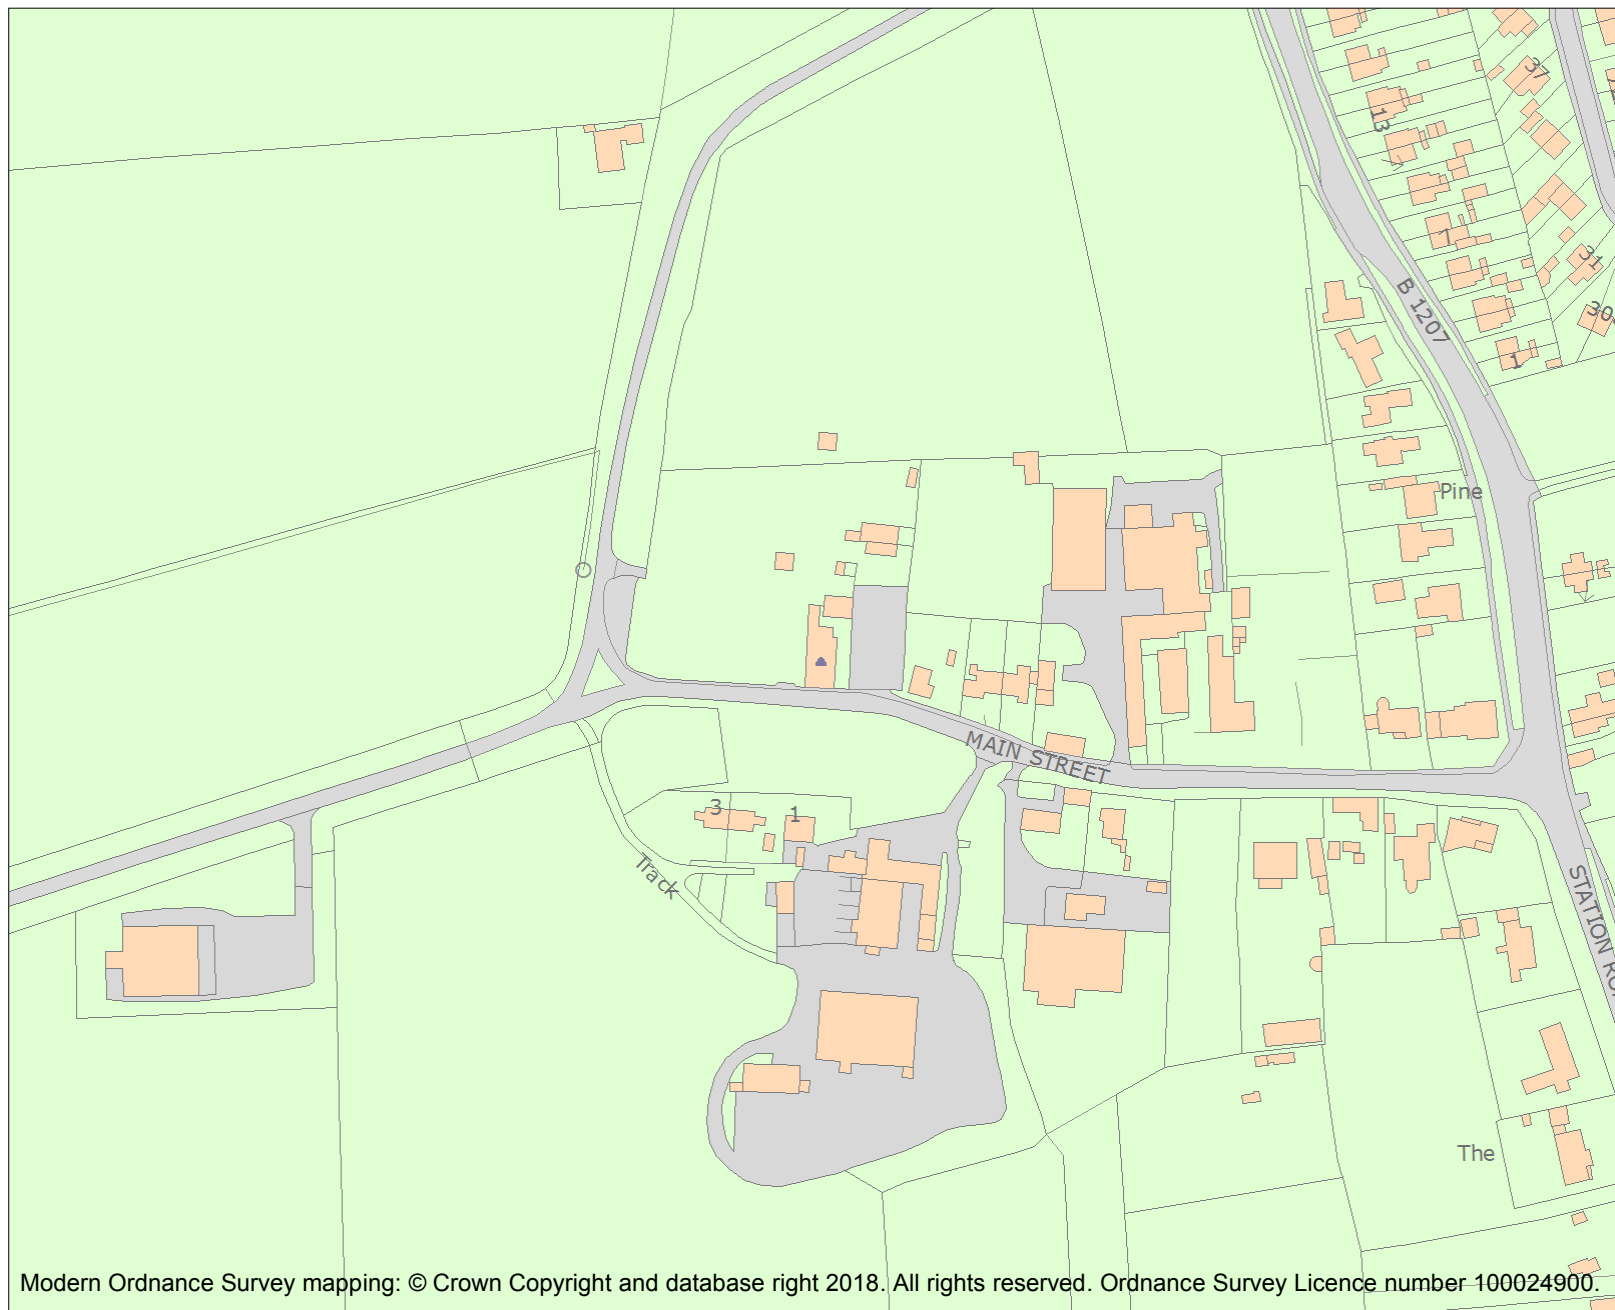 37
13
7
31
B 1207
30
1
Pine
MAIN STREET
3
1
Track
STATION RO
The
Modern Ordnance Survey mapping: © Crown Copyright and database right 2018. All rights reserved. Ordnance Survey Licence number 100024900.